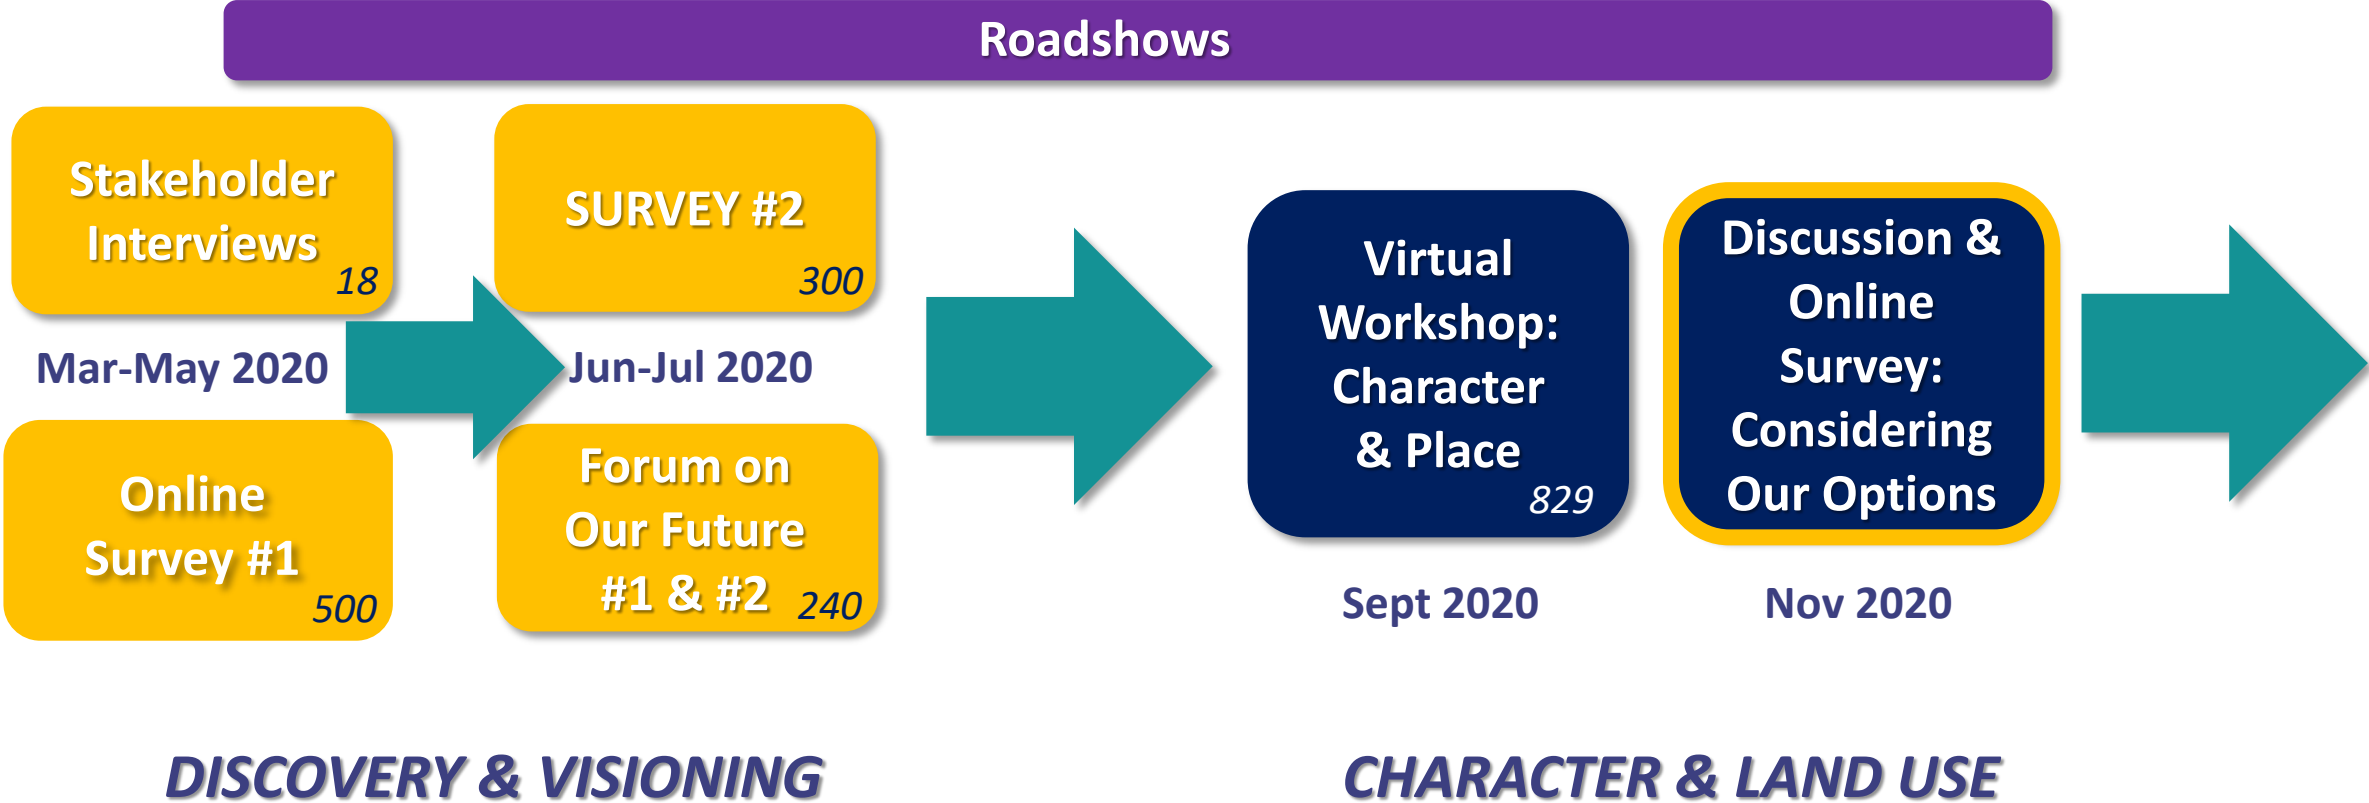 Roadshows
Stakeholder
Interviews
18
Mar-May 2020
Online
Survey #1
500
SURVEY #2
300
Jun-Jul 2020
Forum on
Our Future
#1 & #2
240
Virtual
Workshop:
Character
& Place
829
Sept 2020
Discussion &
Online
Survey:
Considering
Our Options
Nov 2020
DISCOVERY & VISIONING
CHARACTER & LAND USE